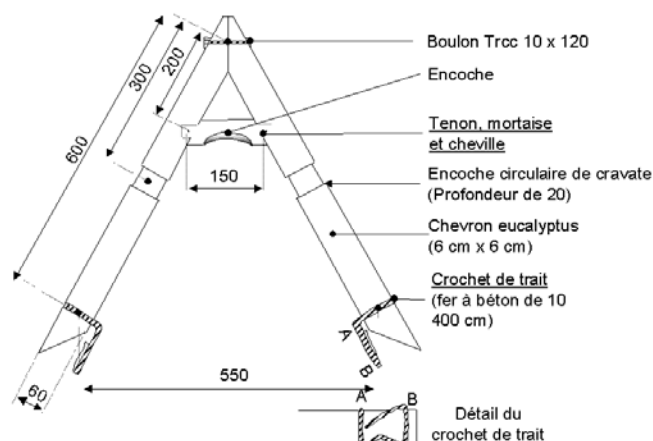 Boulon Trcc 10 x 120
Encoche
Tenon, mortaise
et cheville
Encoche circulaire de cravate
(Profondeur de 20)
Chevron eucalyptus
(6 cm x 6 cm)
Crochet de trait
(fer à béton de 10
400 cm)
600
300
200
150
60
550
A
B
A
B
Détail du
crochet de trait